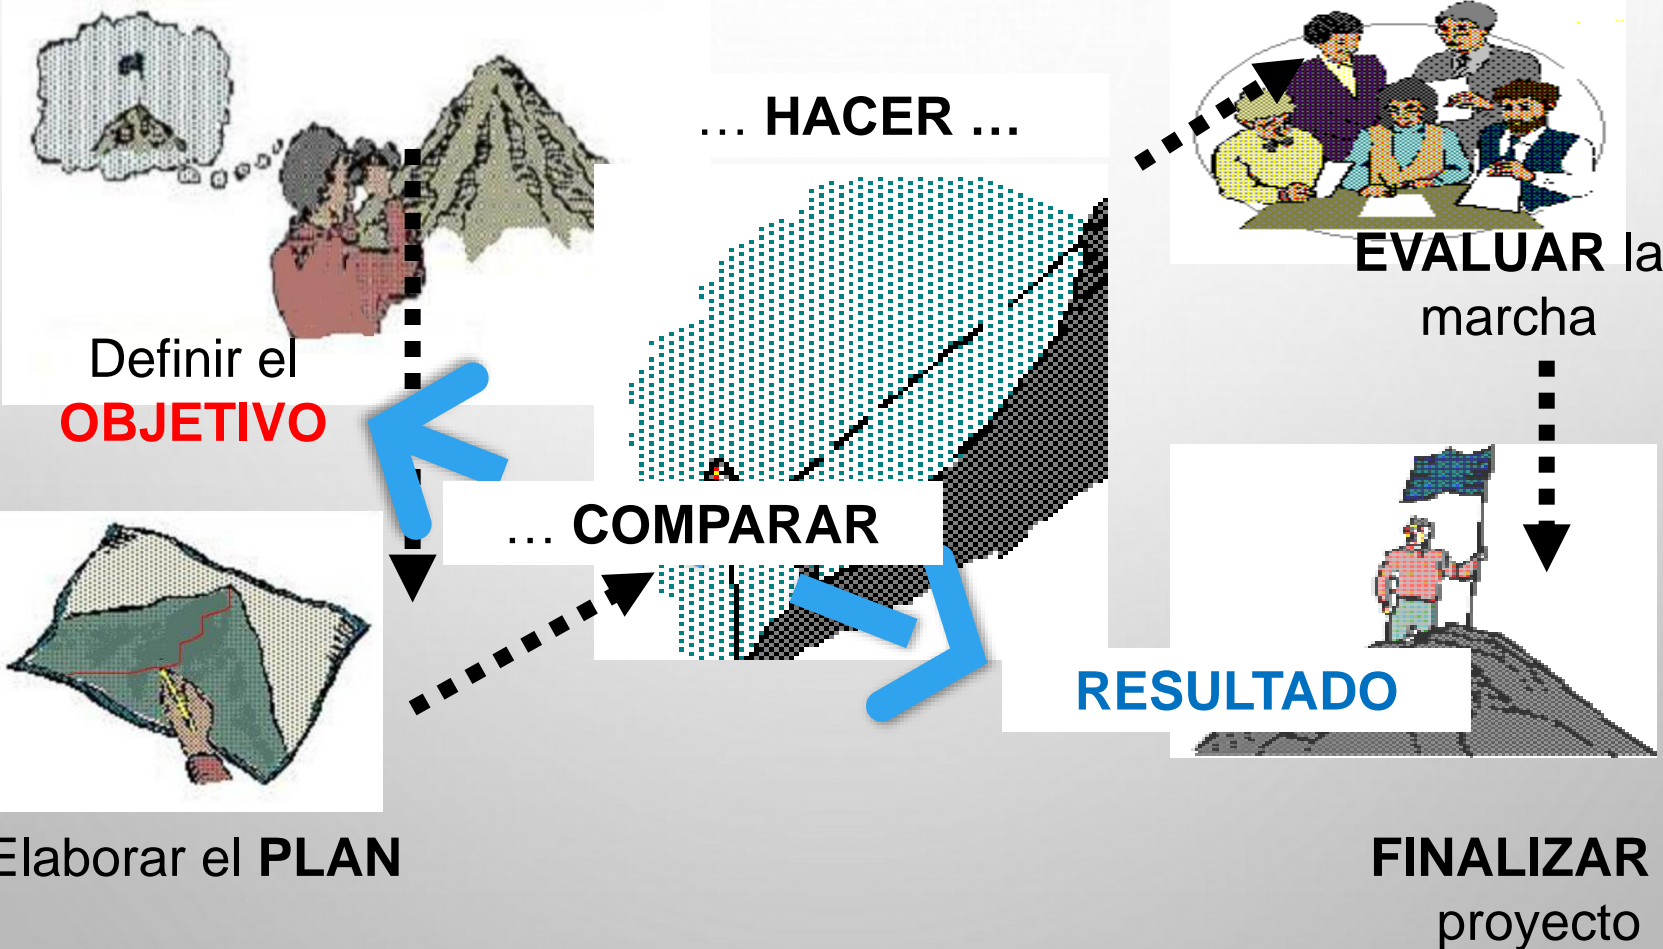 … HACER …
EVALUAR la
marcha
Definir el
OBJETIVO
… COMPARAR
RESULTADO
Elaborar el PLAN
FINALIZAR
proyecto